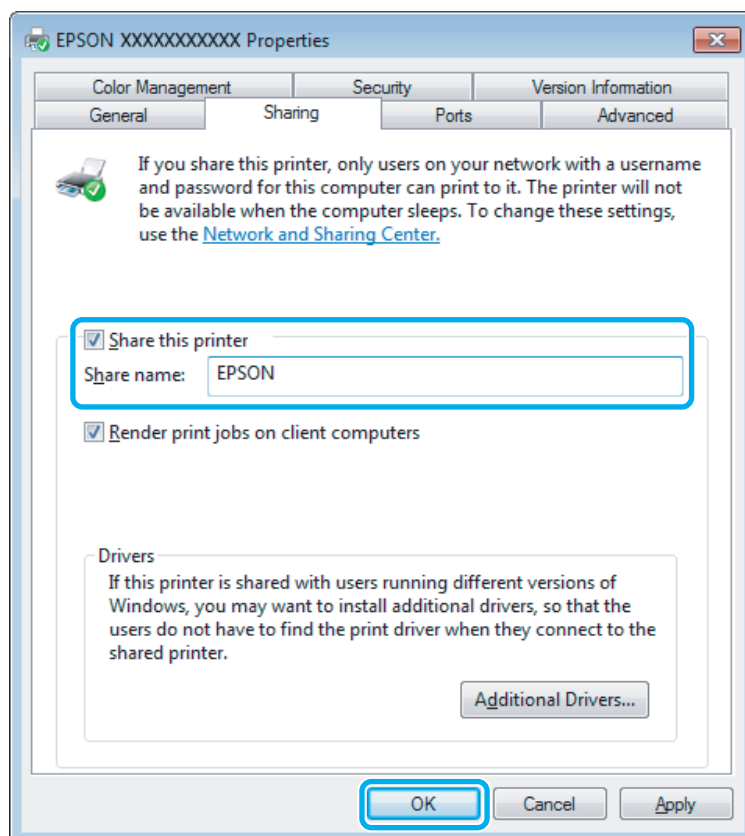 EPSON XXXXXXXXXXX Properties
Color Management Security Version Information
General Sharing Ports Advanced
If you share this printer, only users on your network with a username
and password for this computer can print to it. The printer will not
be available when the computer sleeps. To change these settings,
use the Network and Sharing Center.
Share this printer
Share name: EPSON
Render print jobs on client computers
Drivers
If this printer is shared with users running different versions of
Windows, you may want to install additional drivers, so that the
users do not have to find the print driver when they connect to the
shared printer.
Additional Drivers...
OK Cancel Apply